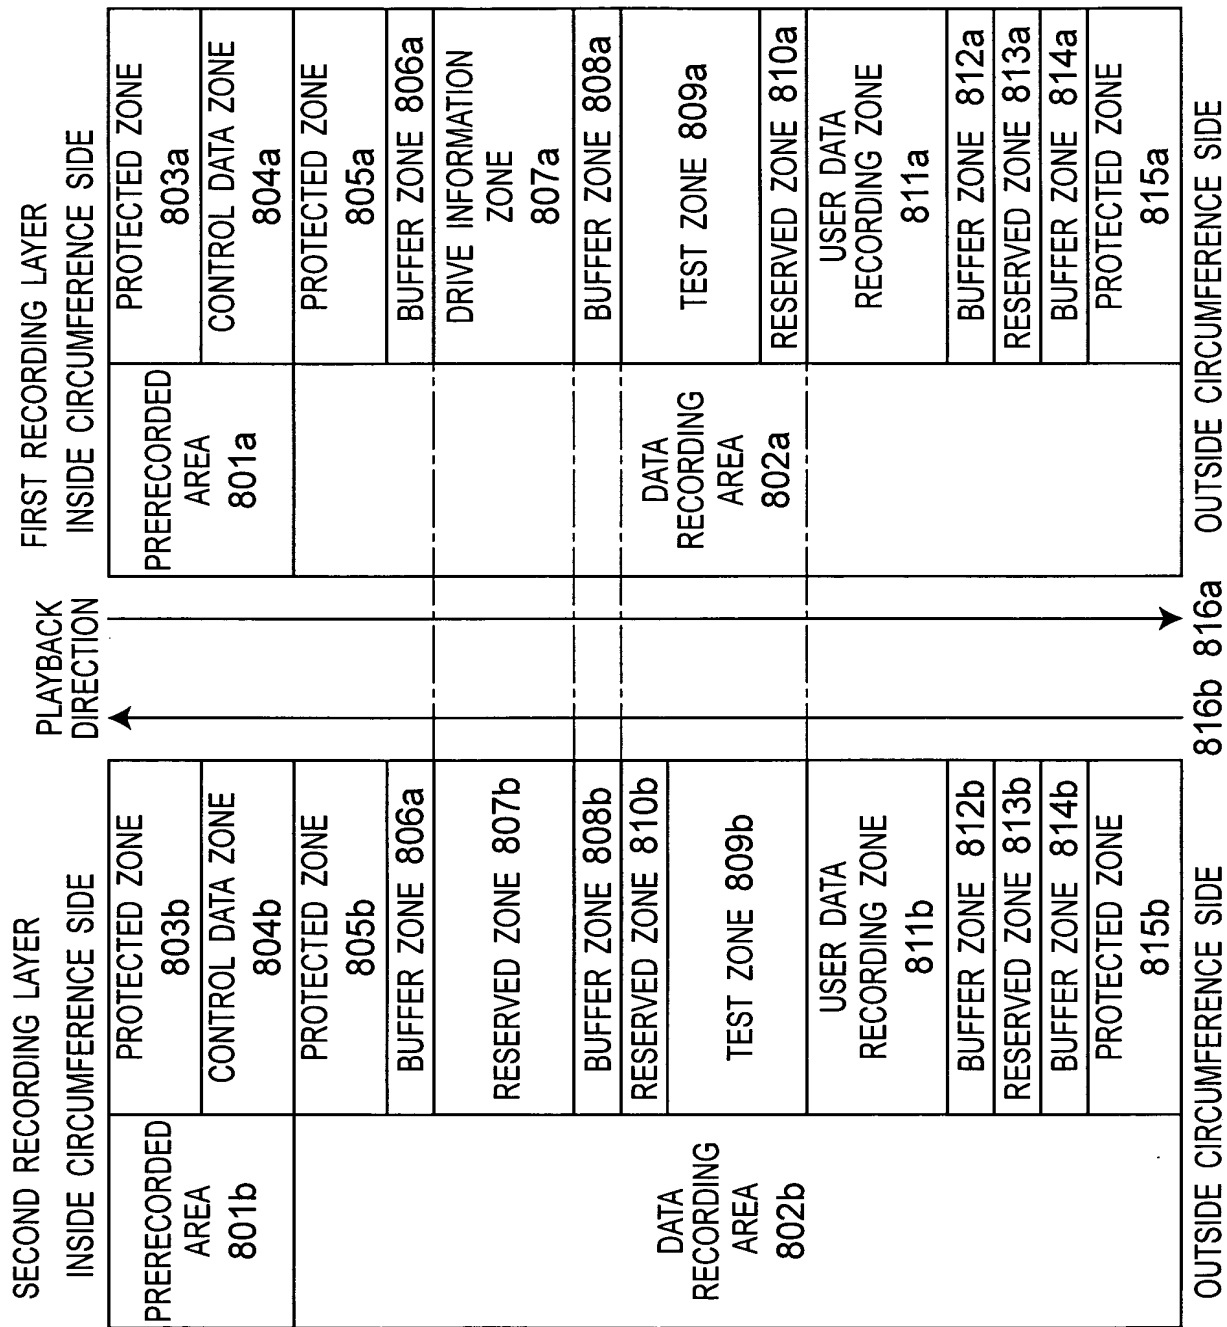 SECOND RECORDING LAYER
INSIDE CIRCUMFERENCE SIDE
PRERECORDED
AREA
801b
DATA
RECORDING
AREA
802b
PROTECTED ZONE
803b
CONTROL DATA ZONE
804b
PROTECTED ZONE
805b
BUFFER ZONE 806a
RESERVED ZONE 807b
BUFFER ZONE 808b
RESERVED ZONE 810b
TEST ZONE 809b
USER DATA
RECORDING ZONE
811b
BUFFER ZONE 812b
RESERVED ZONE 813b
BUFFER ZONE 814b
PROTECTED ZONE
815b
OUTSIDE CIRCUMFERENCE SIDE
PLAYBACK
DIRECTION
816b 816a
FIRST RECORDING LAYER
INSIDE CIRCUMFERENCE SIDE
PRERECORDED
AREA
801a
DATA
RECORDING
AREA
802a
PROTECTED ZONE
803a
CONTROL DATA ZONE
804a
PROTECTED ZONE
805a
BUFFER ZONE 806a
DRIVE INFORMATION
ZONE
807a
BUFFER ZONE 808a
TEST ZONE 809a
RESERVED ZONE 810a
USER DATA
RECORDING ZONE
811a
BUFFER ZONE 812a
RESERVED ZONE 813a
BUFFER ZONE 814a
PROTECTED ZONE
815a
OUTSIDE CIRCUMFERENCE SIDE